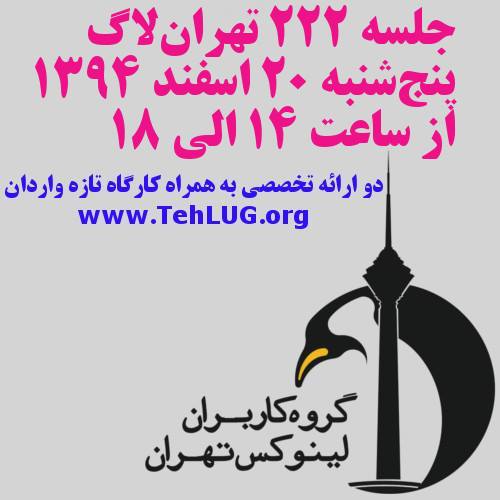 جلسه ۲۲۲ تهران‌لاگ
پنج‌شنبه ۲۰ اسفند ۱۳۹۴
از ساعت ۱۴ الی ۱۸
دو ارائه تخصصی به همراه کارگاه تازه واردان
www.TehLUG.org
گروه کاربران
لینوکس تهران